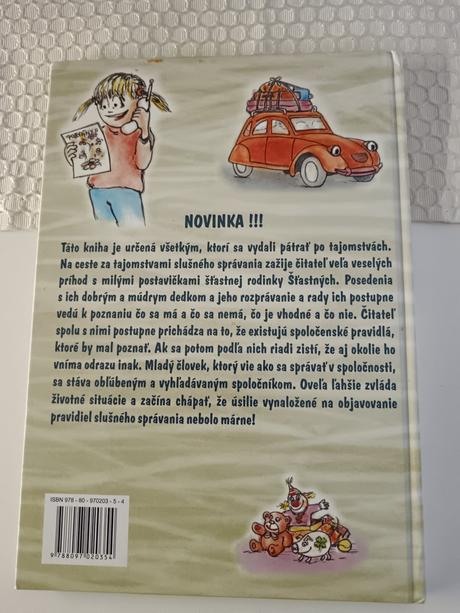 NOVINKA !!!
Táto kniha je určená všetkým, ktorí sa vydali pátrať po tajomstvách.
Na ceste za tajomstvami slušného správania zažije čitateľ veľa veselých
príhod s milými postavičkami šťastnej rodinky Šťastných. Posedenia
s ich dobrým a múdrym dedkom a jeho rozprávanie a rady ich postupne
vedú k poznaniu čo sa má a čo sa nemá, čo je vhodné a čo nie. Čitateľ
spolu s nimi postupne prichádza na to, že existujú spoločenské pravidlá,
ktoré by mal poznať. Ak sa potom podľa nich riadi zistí, že aj okolie ho
vníma odrazu inak. Mladý človek, ktorý vie ako sa správať v spoločnosti,
sa stáva obľúbeným a vyhľadávaným spoločníkom. Oveľa ľahšie zvláda
životné situácie a začína chápať, že úsilie vynaložené na objavovanie
pravidiel slušného správania nebolo márne!
ISBN 978 - 80 - 970203 - 5 - 4
9 788097 020354